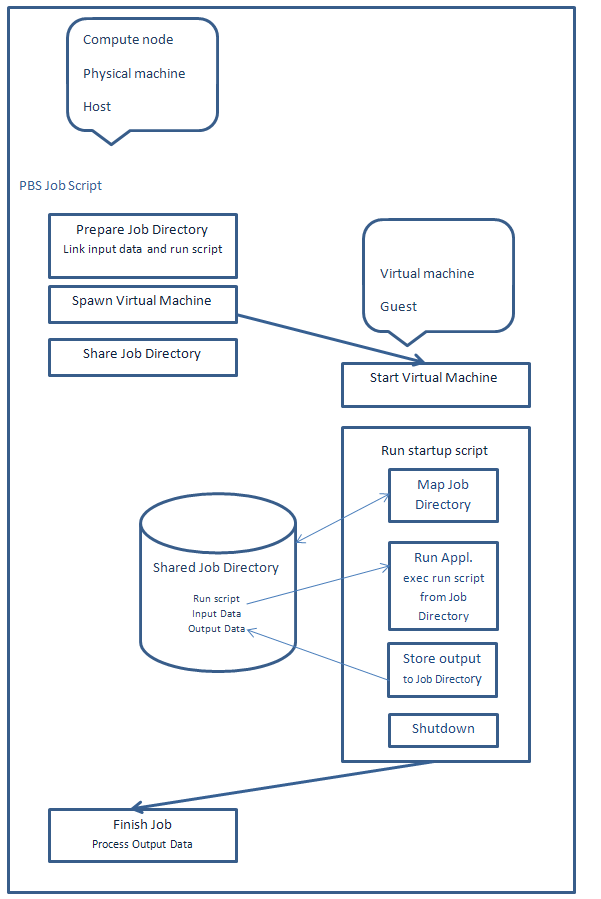 Compute node
Physical machine
Host
PBS Job Script
Prepare Job Directory
Link input data and run script
Spawn Virtual Machine
Share Job Directory
Virtual machine
Guest
Start Virtual Machine
Run startup script
Map Job
Directory
Shared Job Directory
Run script
Input Data
Output Data
Run Appl.
exec run script
from Job
Directory
Store output
to Job Directory
Shutdown
Finish Job
Process Output Data